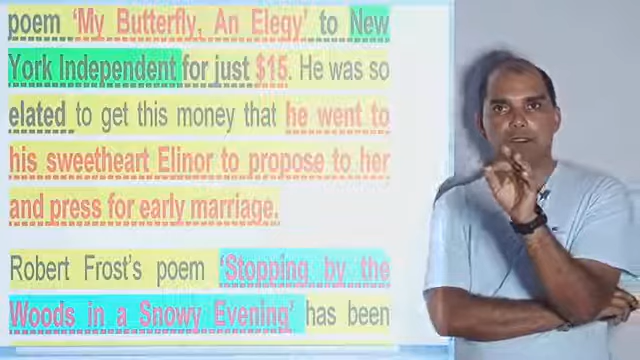 poem ‘My Butterfly, An Elegy’ to New
York Independent for just $15. He was so
elated to get this money that he went to
his sweetheart Elinor to propose to her
and press for early marriage.
Robert Frost’s poem ‘Stopping by the
Woods in a Snowy Evening’ has been